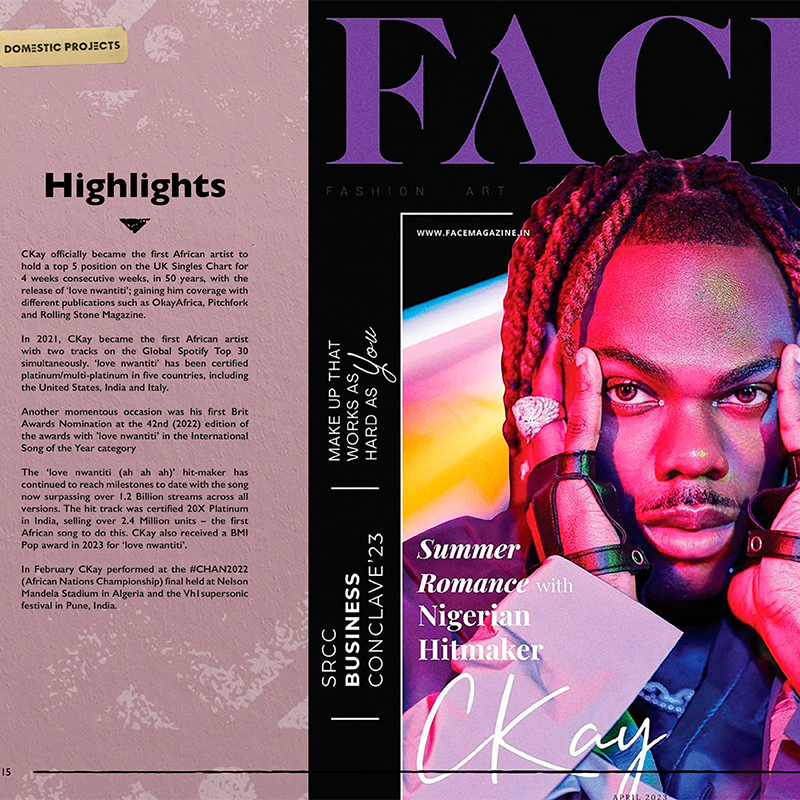 DOMESTIC PROJECTS
Highlights
CKay officially became the first African artist to
hold a top 5 position on the UK Singles Chart for
4 weeks consecutive weeks, in 50 years, with the
release of ‘love nwantiti’; gaining him coverage with
different publications such as OkayAfrica, Pitchfork
and Rolling Stone Magazine.
In 2021, CKay became the first African artist
with two tracks on the Global Spotify Top 30
simultaneously. ‘love nwantiti’ has been certified
platinum/multi-platinum in five countries, including
the United States, India and Italy.
Another momentous occasion was his first Brit
Awards Nomination at the 42nd (2022) edition of
the awards with ‘love nwantiti’ in the International
Song of the Year category
The ‘love nwantiti (ah ah ah)’ hit-maker has
continued to reach milestones to date with the song
now surpassing over 1.2 Billion streams across all
versions. The hit track was certified 20X Platinum
in India, selling over 2.4 Million units – the first
African song to do this. CKay also received a BMI
Pop award in 2023 for ‘love nwantiti’.
In February CKay performed at the #CHAN2022
(African Nations Championship) final held at Nelson
Mandela Stadium in Algeria and the Vh1supersonic
festival in Pune, India.
15
FACE
FASHION ART
WWW.FACEMAGAZINE.IN
MAKE UP THAT
WORKS AS
HARD AS You
SRCC
BUSINESS
CONCLAVE'23
Summer
Romance with
Nigerian
Hitmaker
CKay
APRIL 2023